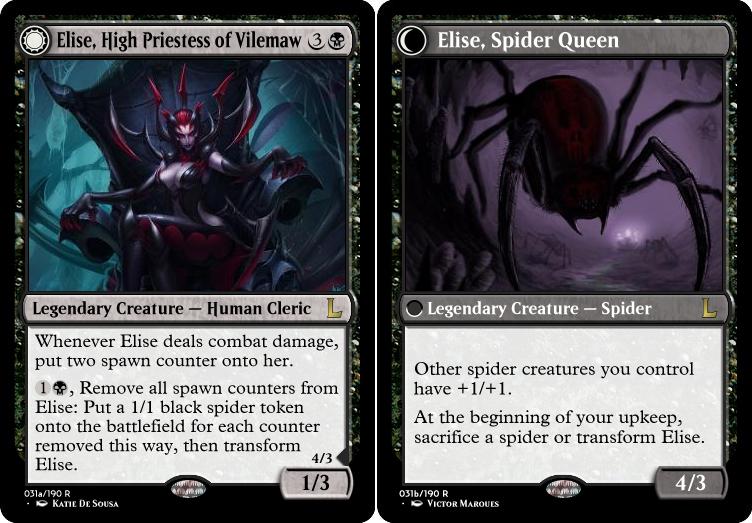 Elise, High Priestess of Vilemaw 3
Legendary Creature — Human Cleric L
Whenever Elise deals combat damage,
put two spawn counter onto her.
1, Remove all spawn counters from
Elise: Put a 1/1 black spider token
onto the battlefield for each counter
removed this way, then transform
Elise.
4/3
1/3
031a/190 R
· Katie De Sousa
Elise, Spider Queen
Legendary Creature — Spider L
Other spider creatures you control
have +1/+1.
At the beginning of your upkeep,
sacrifice a spider or transform Elise.
4/3
031b/190 R
· Victor Marques